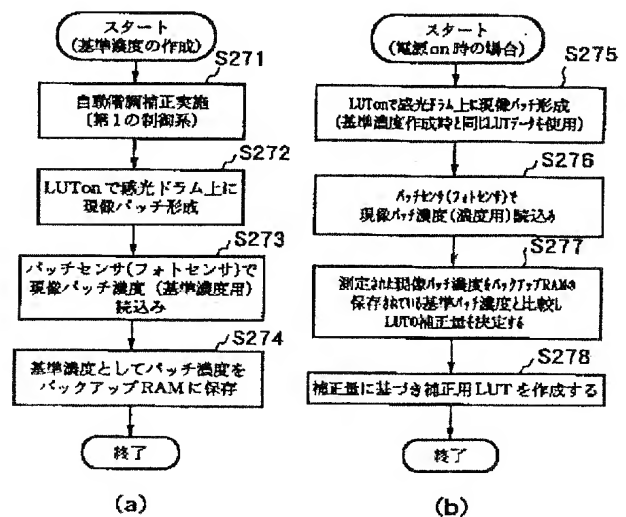 スタート
(基準濃度の作成)
S271
自動階調補正実施
(第1の制御系)
S272
LUTonで感光ドラム上に
現像パッチ形成
S273
パッチセンサ(フォトセンサ)で
現像パッチ濃度(基準濃度用)
読込み
S274
基準濃度としてパッチ濃度を
バックアップRAMに保存
終了
(a)
スタート
(電源on時の場合)
S275
LUTonで感光ドラム上に現像パッチ形成
(基準濃度作成時と同じLUTデータを使用)
S276
パッチセンサ(フォトセンサ)で
現像パッチ濃度(濃度用)読込み
S277
測定された現像パッチ濃度をバックアップRAMに
保存されている基準パッチ濃度と比較し
LUTの補正量を決定する
S278
補正量に基づき補正用LUTを作成する
終了
(b)